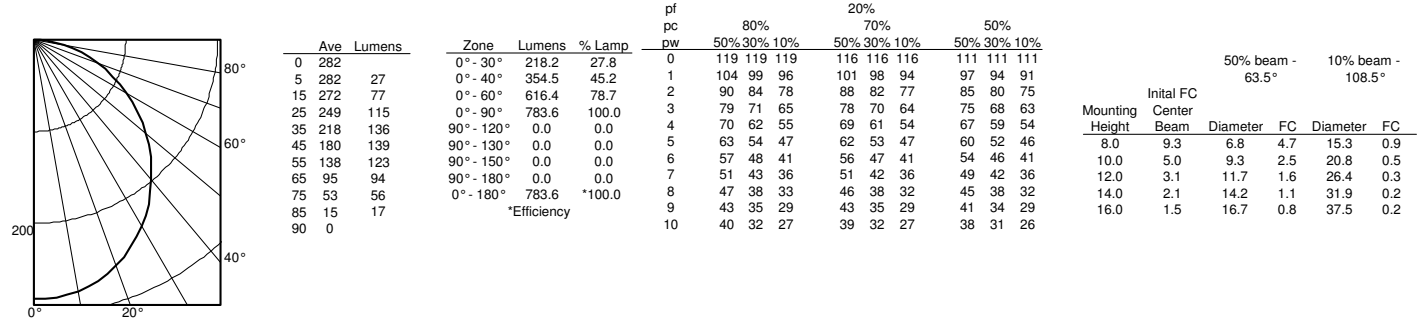 200
0°
20°
40°
60°
80°
Ave Lumens
0 282
5 282 27
15 272 77
25 249 115
35 218 136
45 180 139
55 138 123
65 95 94
75 53 56
85 15 17
90 0
Zone Lumens % Lamp
0° - 30° 218.2 27.8
0° - 40° 354.5 45.2
0° - 60° 616.4 78.7
0° - 90° 783.6 100.0
90° - 120° 0.0 0.0
90° - 130° 0.0 0.0
90° - 150° 0.0 0.0
90° - 180° 0.0 0.0
0° - 180° 783.6 *100.0
*Efficiency
pf 20%
pc 80% 70% 50%
pw 50% 30% 10% 50% 30% 10% 50% 30% 10%
0 119 119 119 116 116 116 111 111 111
1 104 99 96 101 98 94 97 94 91
2 90 84 78 88 82 77 85 80 75
3 79 71 65 78 70 64 75 68 63
4 70 62 55 69 61 54 67 59 54
5 63 54 47 62 53 47 60 52 46
6 57 48 41 56 47 41 54 46 41
7 51 43 36 51 42 36 49 42 36
8 47 38 33 46 38 32 45 38 32
9 43 35 29 43 35 29 41 34 29
10 40 32 27 39 32 27 38 31 26
50% beam - 10% beam -
63.5° 108.5°
Inital FC
Mounting Center
Height Beam Diameter FC Diameter FC
8.0 9.3 6.8 4.7 15.3 0.9
10.0 5.0 9.3 2.5 20.8 0.5
12.0 3.1 11.7 1.6 26.4 0.3
14.0 2.1 14.2 1.1 31.9 0.2
16.0 1.5 16.7 0.8 37.5 0.2